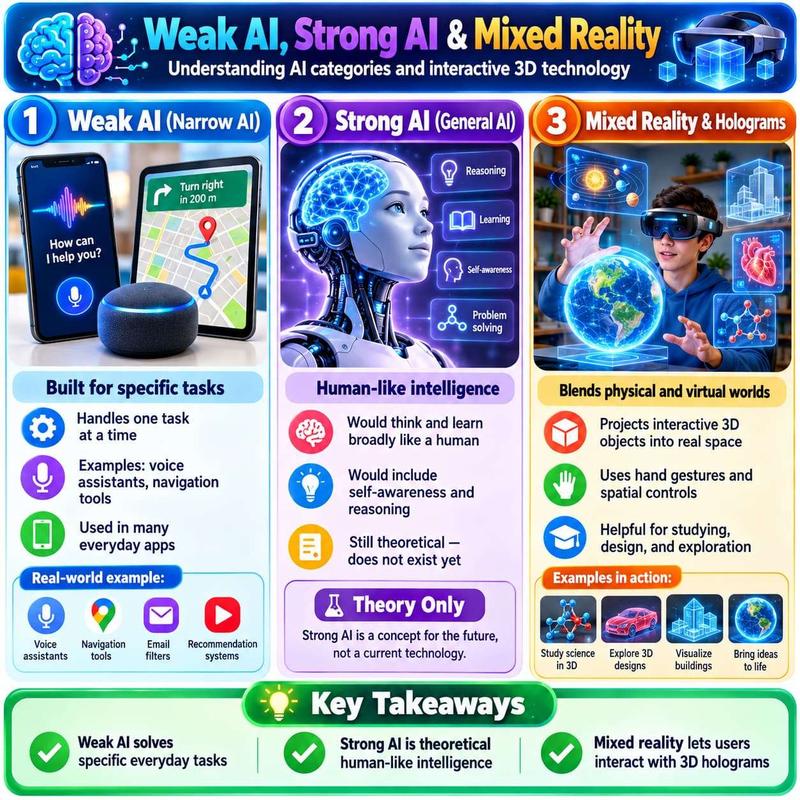 Weak AI, Strong AI & Mixed Reality
Understanding AI categories and interactive 3D technology
1 Weak AI (Narrow AI)
How can
I help you?
Turn right
in 200 m
Built for specific tasks
Handles one task
at a time
Examples: voice
assistants, navigation
tools
Used in many
everyday apps
Real-world example:
Voice
assistants
Navigation
tools
Email
filters
Recommendation
systems
2 Strong AI (General AI)
Reasoning
Learning
Self-awareness
Problem
solving
Human-like intelligence
Would think and learn
broadly like a human
Would include
self-awareness and
reasoning
Still theoretical —
does not exist yet
Theory Only
Strong AI is a concept for the future,
not a current technology.
3 Mixed Reality & Holograms
Blends physical and virtual worlds
Projects interactive 3D
objects into real space
Uses hand gestures and
spatial controls
Helpful for studying,
design, and exploration
Examples in action:
Study science
in 3D
Explore 3D
designs
Visualize
buildings
Bring ideas
to life
Key Takeaways
Weak AI solves
specific everyday tasks
Strong AI is theoretical
human-like intelligence
Mixed reality lets users
interact with 3D holograms